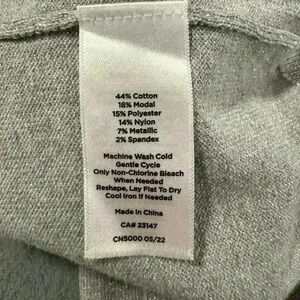 44% Cotton
18% Modal
15% Polyester
14% Nylon
7% Metallic
2% Spandex
Machine Wash Cold
Gentle Cycle
Only Non-Chlorine Bleach
When Needed
Reshape, Lay Flat To Dry
Cool Iron If Needed
Made in China
CA# 23147
CN5000 05/22